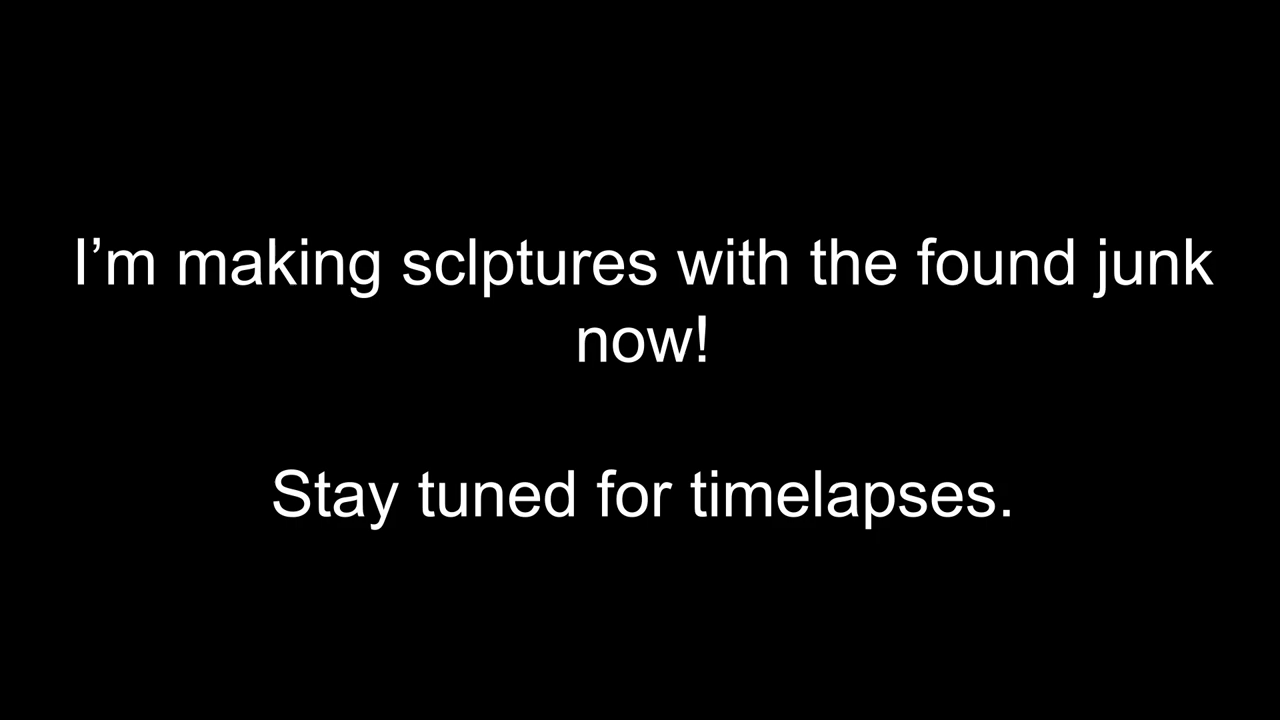 I’m making sclptures with the found junk
now!
Stay tuned for timelapses.